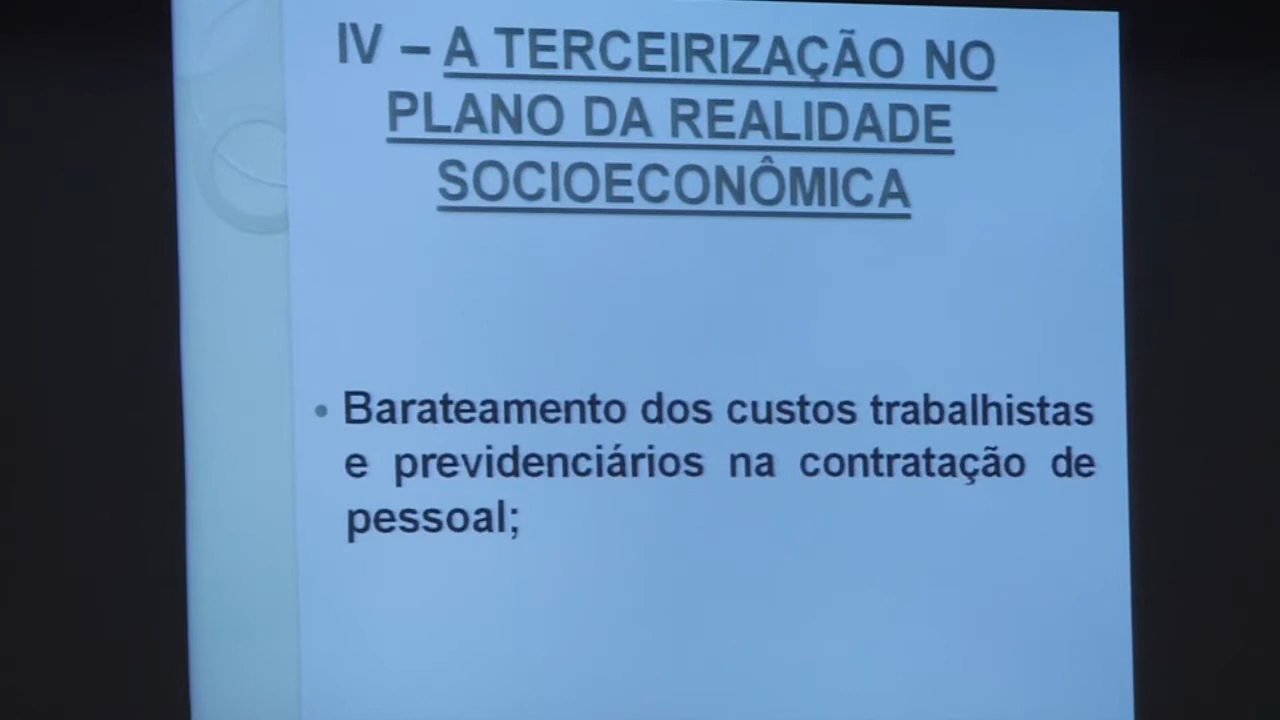 IV – A TERCEIRIZAÇÃO NO
PLANO DA REALIDADE
SOCIOECONÔMICA
• Barateamento dos custos trabalhistas
e previdenciários na contratação de
pessoal;